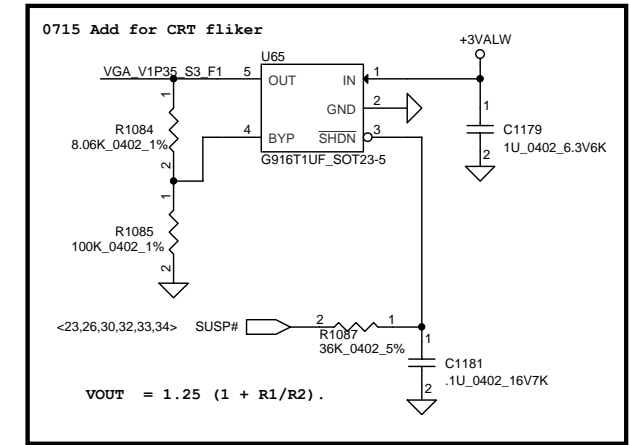 0715 Add for CRT fliker
+3VALW
U65
VGA_V1P35_S3_F1
5
OUT
IN
1
1
GND
2
1
R1084
8.06K_0402_1%
4
BYP
SHDN
3
C1179
1U_0402_6.3V6K
2
G916T1UF_SOT23-5
2
1
R1085
100K_0402_1%
2
<23,26,30,32,33,34>
SUSP#
2
1
R1087
36K_0402_5%
1
C1181
.1U_0402_16V7K
2
VOUT = 1.25 (1 + R1/R2).